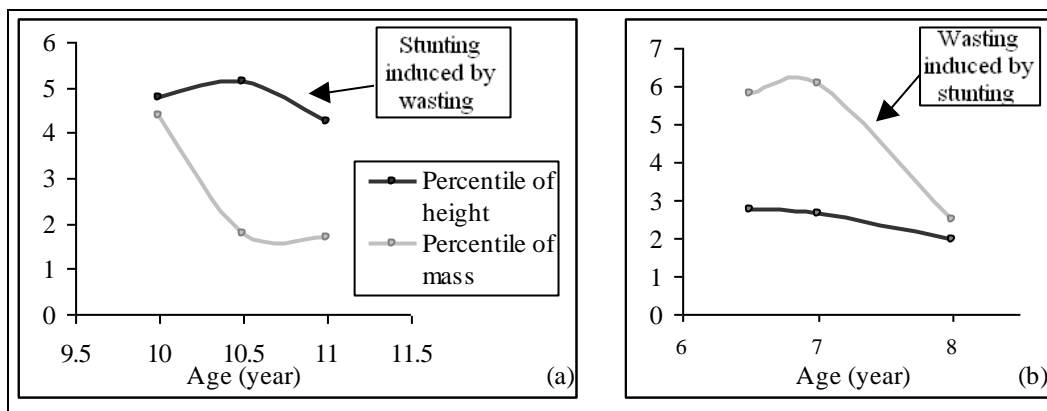 6
5
4
3
2
1
0
9.5 10 10.5 11 11.5
Age (year)
(a)
Stunting
induced by
wasting
Percentile of
height
Percentile of
mass
7
6
5
4
3
2
1
0
6 7 8
Age (year)
(b)
Wasting
induced by
stunting